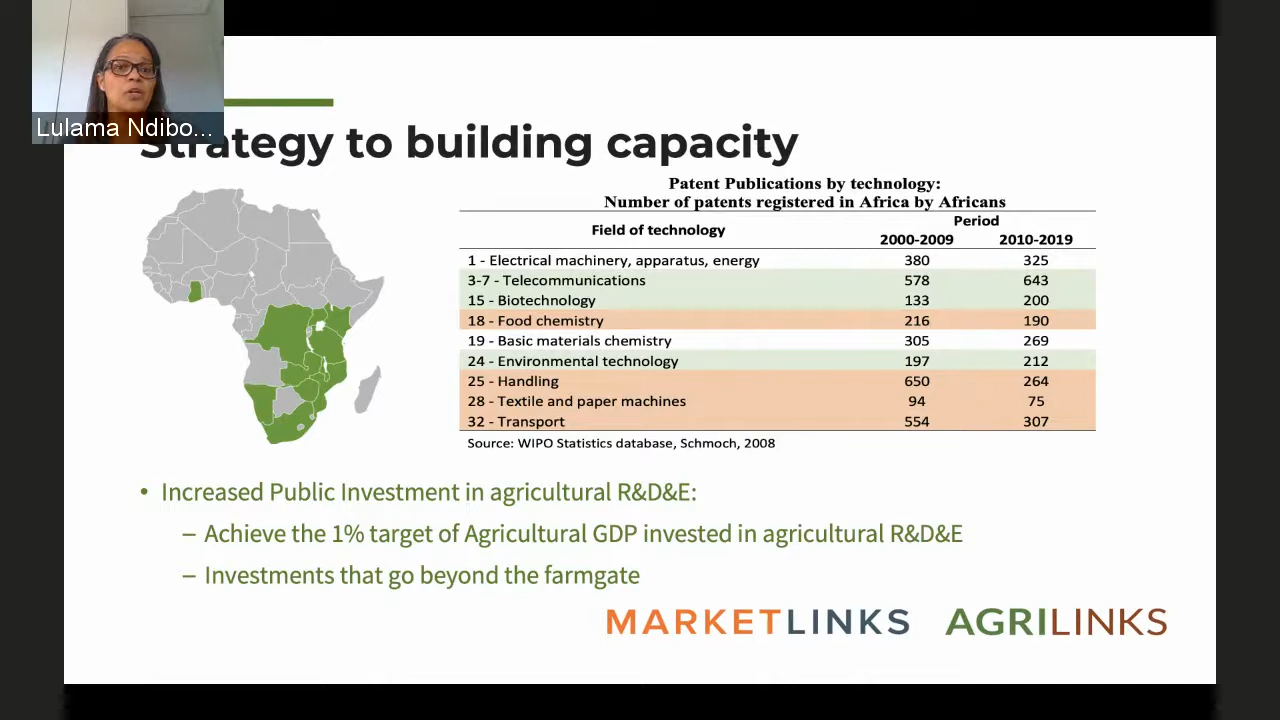 Lulama Ndibo...
Strategy to building capacity
Patent Publications by technology:
Number of patents registered in Africa by Africans
Field of technology Period
2000-2009 2010-2019
1 - Electrical machinery, apparatus, energy 380 325
3-7 - Telecommunications 578 643
15 - Biotechnology 133 200
18 - Food chemistry 216 190
19 - Basic materials chemistry 305 269
24 - Environmental technology 197 212
25 - Handling 650 264
28 - Textile and paper machines 94 75
32 - Transport 554 307
Source: WIPO Statistics database, Schmoch, 2008
• Increased Public Investment in agricultural R&D&E:
– Achieve the 1% target of Agricultural GDP invested in agricultural R&D&E
– Investments that go beyond the farmgate
MARKETLINKS AGRILINKS